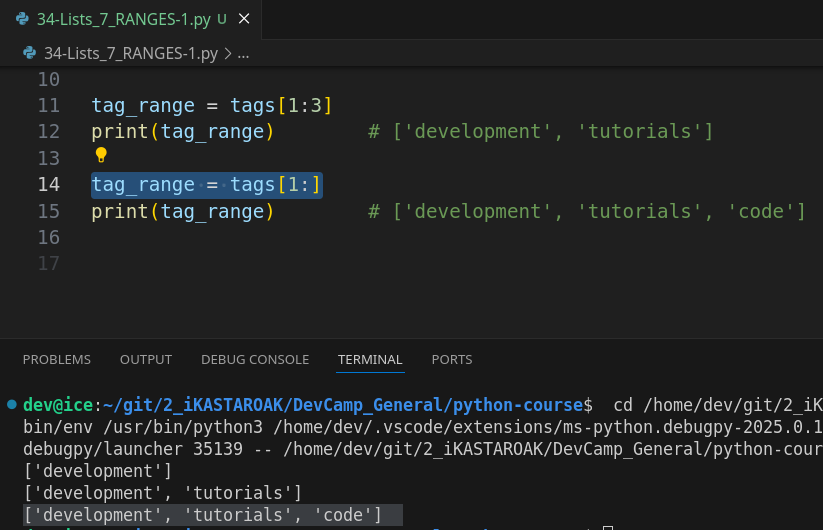 34-Lists_7_RANGES-1.py U
34-Lists_7_RANGES-1.py > ...
10
11 tag_range = tags[1:3]
12 print(tag_range) # ['development', 'tutorials']
13
14 tag_range = tags[1:]
15 print(tag_range) # ['development', 'tutorials', 'code']
16
17
PROBLEMS OUTPUT DEBUG CONSOLE TERMINAL PORTS
dev@ice:~/git/2_iKASTAROAK/DevCamp_General/python-course$ cd /home/dev/git/2_iK
bin/env /usr/bin/python3 /home/dev/.vscode/extensions/ms-python.debugpy-2025.0.1
debugpy/launcher 35139 -- /home/dev/git/2_iKASTAROAK/DevCamp_General/python-cour
['development']
['development', 'tutorials']
['development', 'tutorials', 'code']